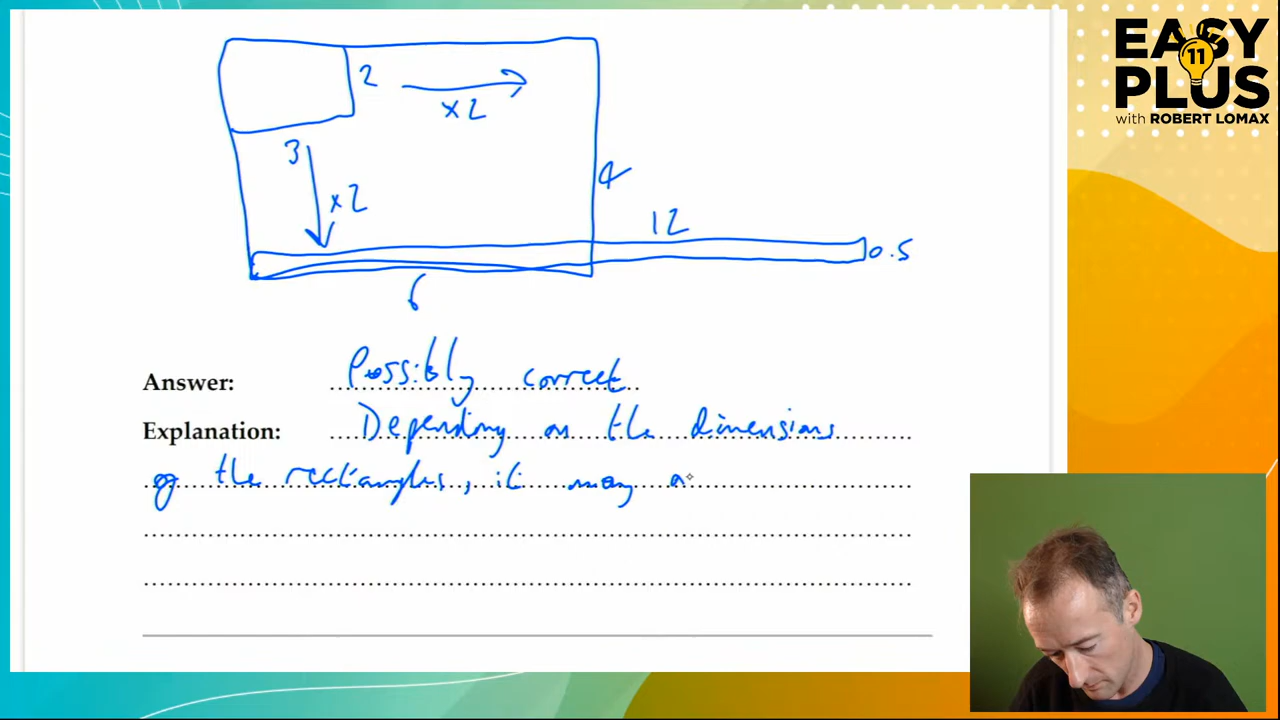 EASY
11
PLUS
with ROBERT LOMAX
2
×2
3
×2
4
12
0.5
6
Answer: Possibly correct
Explanation: Depending on the dimensions
of the rectangles, it may a